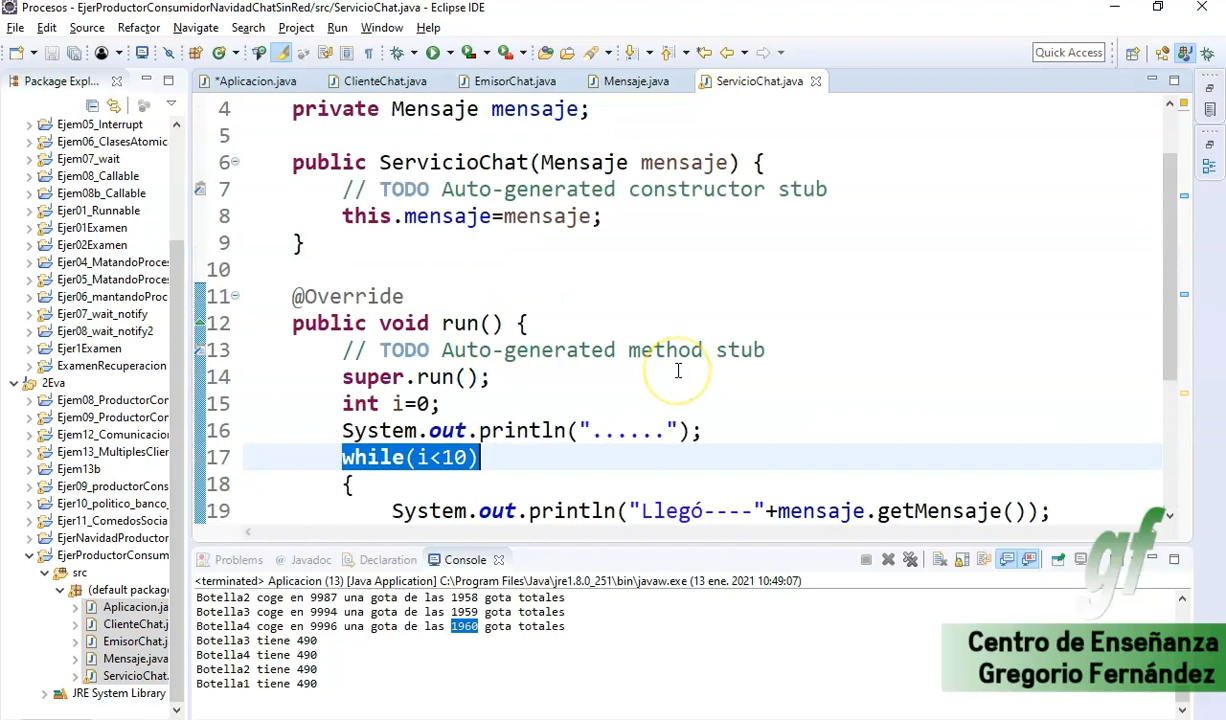 Procesos - EjerProductorConsumidorNavidadChatSinRed/src/ServicioChat.java - Eclipse IDE
File Edit Source Refactor Navigate Search Project Run Window Help
Quick Access
Package Expl...
*Aplicacion.java ClienteChat.java EmisorChat.java Mensaje.java ServicioChat.java
Ejem05_Interrupt
Ejem06_ClasesAtomic
Ejem07_wait
Ejem08_Callable
Ejem08b_Callable
Ejer01_Runnable
Ejer01Examen
Ejer02Examen
Ejer04_MatandoProce
Ejer05_MatandoProce
Ejer06_mantandoProc
Ejer07_wait_notify
Ejer08_wait_notify2
Ejer1Examen
ExamenRecuperacion
2Eva
Ejem08_ProductorCon
Ejem09_ProductorCon
Ejem12_Comunicacion
Ejem13_MultiplesClien
Ejem13b
Ejer09_productorCons
Ejer10_politico_banco_
Ejer11_ComedosSocia
EjerNavidadProductor
EjerProductorConsum
src
(default package
Aplicacion.ja
ClienteChat.j
EmisorChat.j
Mensaje.java
ServicioChat.
JRE System Library
4 private Mensaje mensaje;
5
6 public ServicioChat(Mensaje mensaje) {
7 // TODO Auto-generated constructor stub
8 this.mensaje=mensaje;
9 }
10
11 @Override
12 public void run() {
13 // TODO Auto-generated method stub
14 super.run();
15 int i=0;
16 System.out.println("......");
17 while(i<10)
18 {
19 System.out.println("Llegó----"+mensaje.getMensaje());
Problems Javadoc Declaration Console
<terminated> Aplicacion (13) [Java Application] C:\Program Files\Java\jre1.8.0_251\bin\javaw.exe (13 ene. 2021 10:49:07)
Botella2 coge en 9987 una gota de las 1958 gota totales
Botella3 coge en 9994 una gota de las 1959 gota totales
Botella4 coge en 9996 una gota de las 1960 gota totales
Botella3 tiene 490
Botella4 tiene 490
Botella2 tiene 490
Botella1 tiene 490
gf
Centro de Enseñanza
Gregorio Fernández